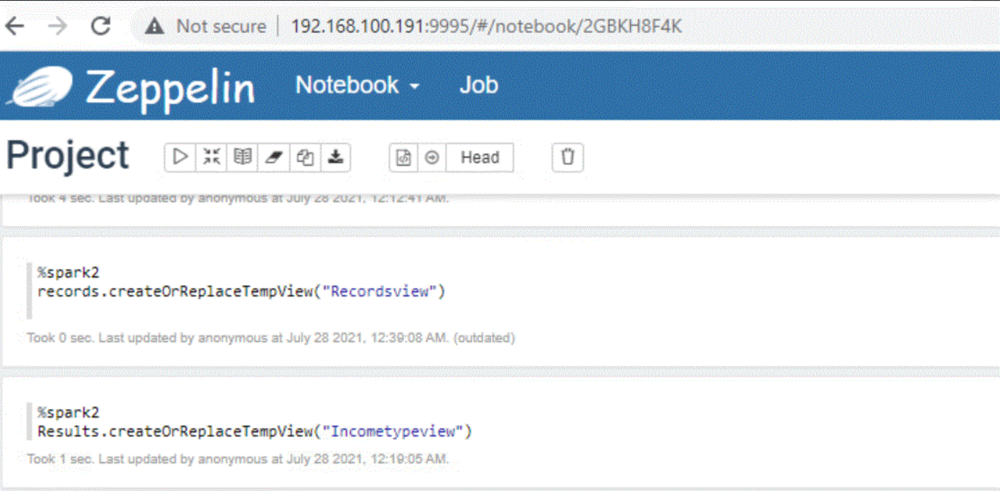 Not secure 192.168.100.191:9995/#/notebook/2GBKH8F4K
Zeppelin Notebook Job
Project Head
Took 4 sec. Last updated by anonymous at July 28 2021, 12:12:41 AM.
%spark2
records.createOrReplaceTempView("Recordsview")
Took 0 sec. Last updated by anonymous at July 28 2021, 12:39:08 AM. (outdated)
%spark2
Results.createOrReplaceTempView("Incometypeview")
Took 1 sec. Last updated by anonymous at July 28 2021, 12:19:05 AM.